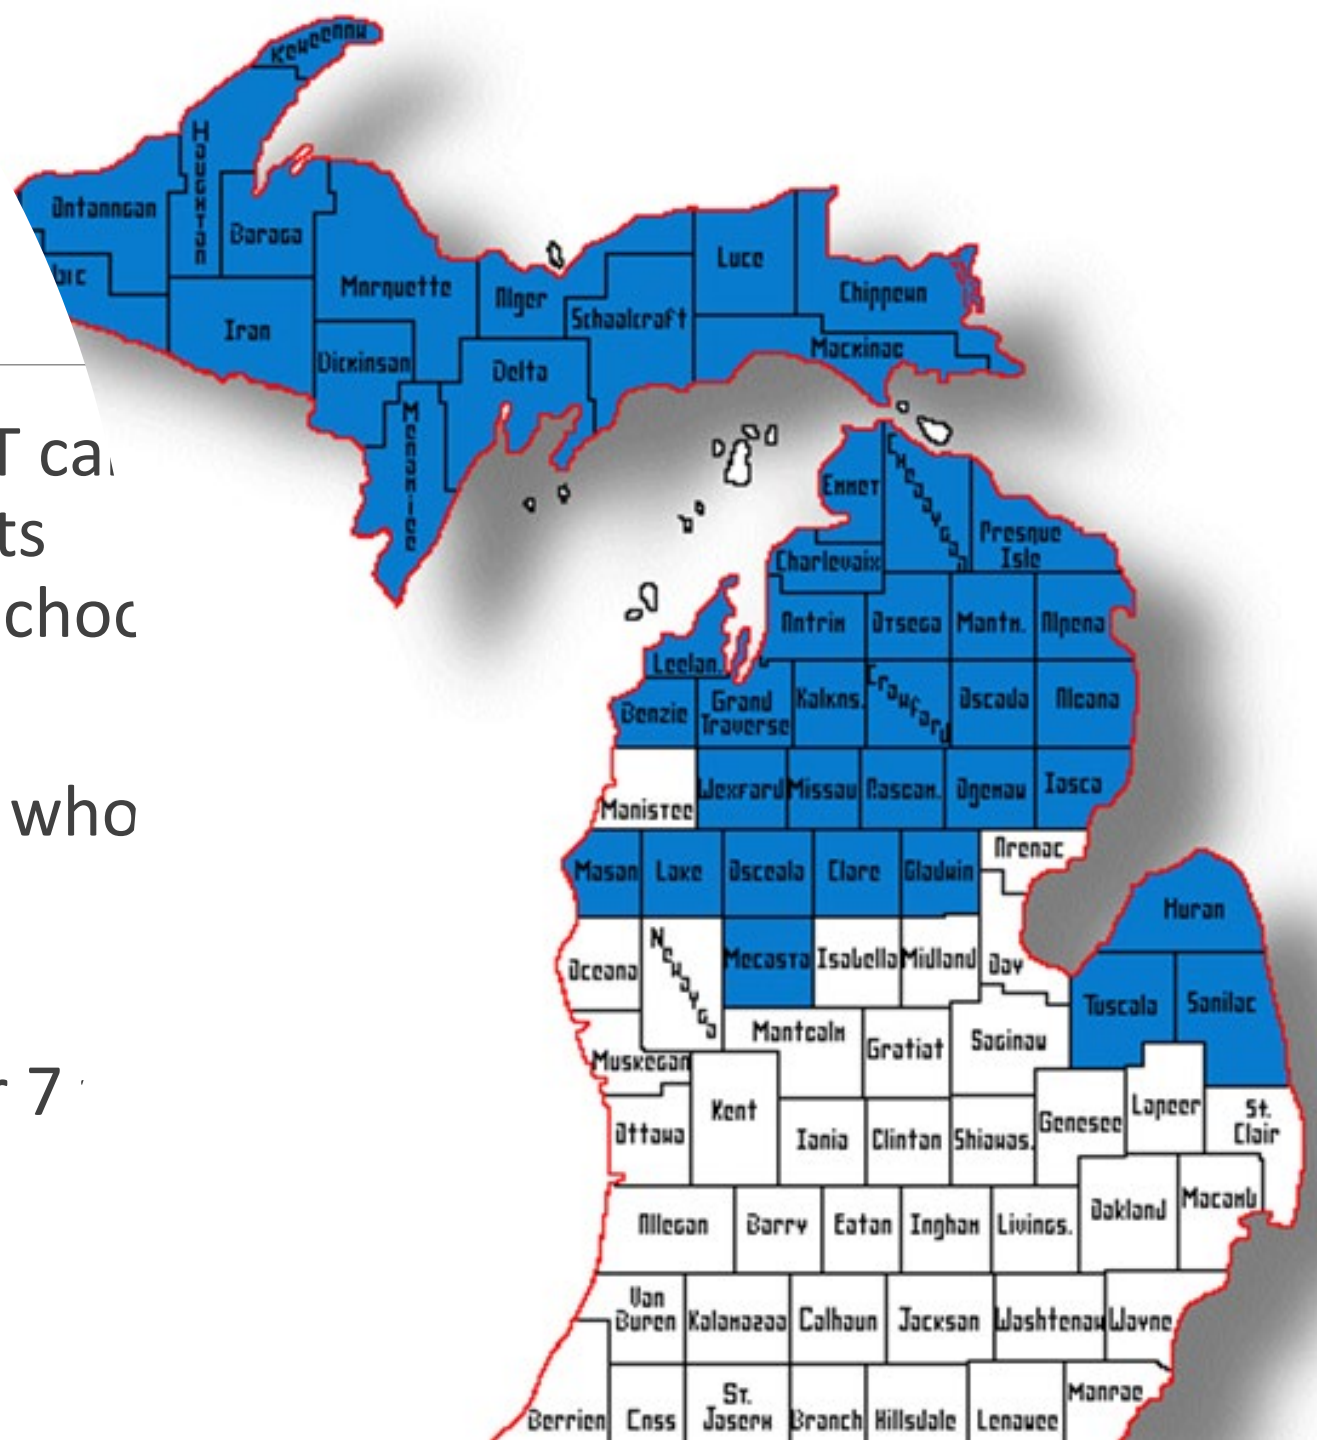 Keweenaw
Houghton
Ontonagon
Baraga
bic
Luce
Marquette
Alger
Chippewa
Schoolcraft
Iron
Mackinac
Dickinson
Delta
Menominee
T ca
ts
choo
who
r 7
Emmet
Cheboygan
Presque
Isle
Charlevoix
Antrim
Otsego
Montm.
Alpena
Leelan.
Benzie
Grand
Traverse
Kalkas.
Crawford
Oscoda
Alcona
Manistee
Wexford
Missau
Roscom.
Ogemaw
Iosco
Arenac
Mason
Lake
Osceola
Clare
Gladwin
Huron
Oceana
Newaygo
Mecosta
Isabella
Midland
Bay
Tuscola
Sanilac
Muskegon
Montcalm
Gratiot
Saginaw
Ottawa
Kent
Ionia
Clinton
Shiawas.
Genesee
Lapeer
St.
Clair
Allegan
Barry
Eaton
Ingham
Livings.
Oakland
Macomb
Van
Buren
Kalamazoo
Calhoun
Jackson
Washtenaw
Wayne
Berrien
Cass
St.
Joseph
Branch
Hillsdale
Lenawee
Monroe